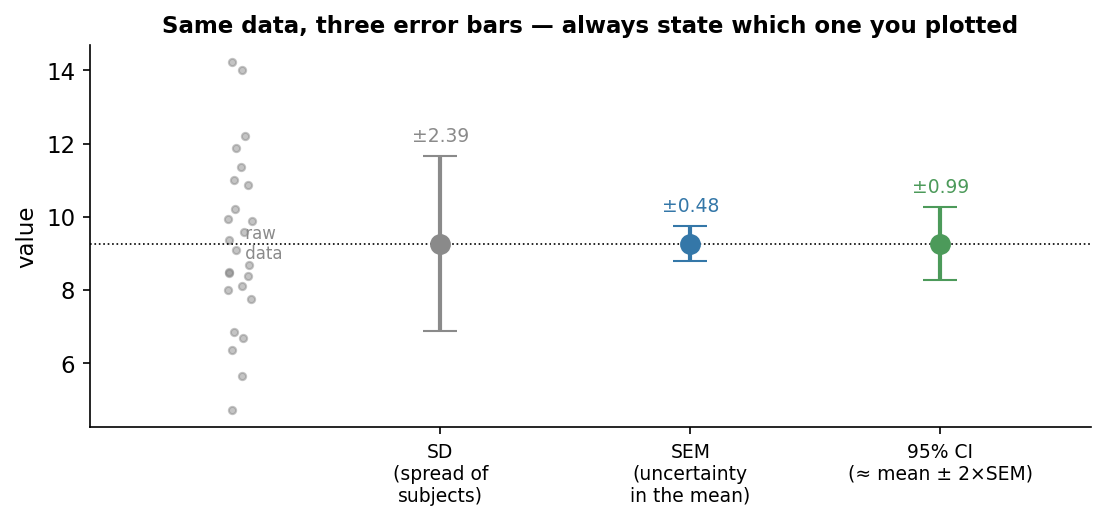 Same data, three error bars — always state which one you plotted
value
14
12
10
8
6
raw
data
±2.39
±0.48
±0.99
SD
(spread of
subjects)
SEM
(uncertainty
in the mean)
95% CI
(≈ mean ± 2×SEM)